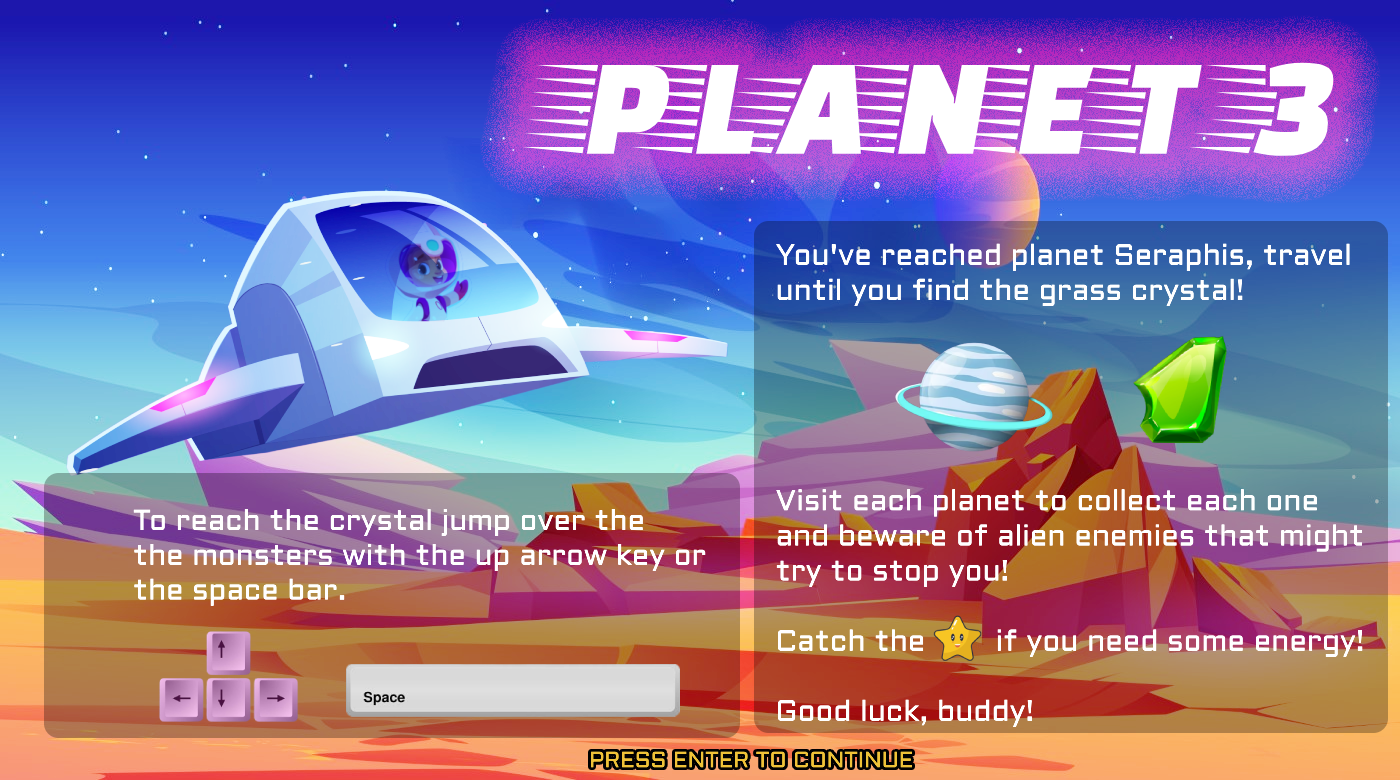 PLANET 3
You've reached planet Seraphis, travel
until you find the grass crystal!
Visit each planet to collect each one
and beware of alien enemies that might
try to stop you!
Catch the if you need some energy!
Good luck, buddy!
To reach the crystal jump over the
the monsters with the up arrow key or
the space bar.
↑
← ↓ →
Space
PRESS ENTER TO CONTINUE